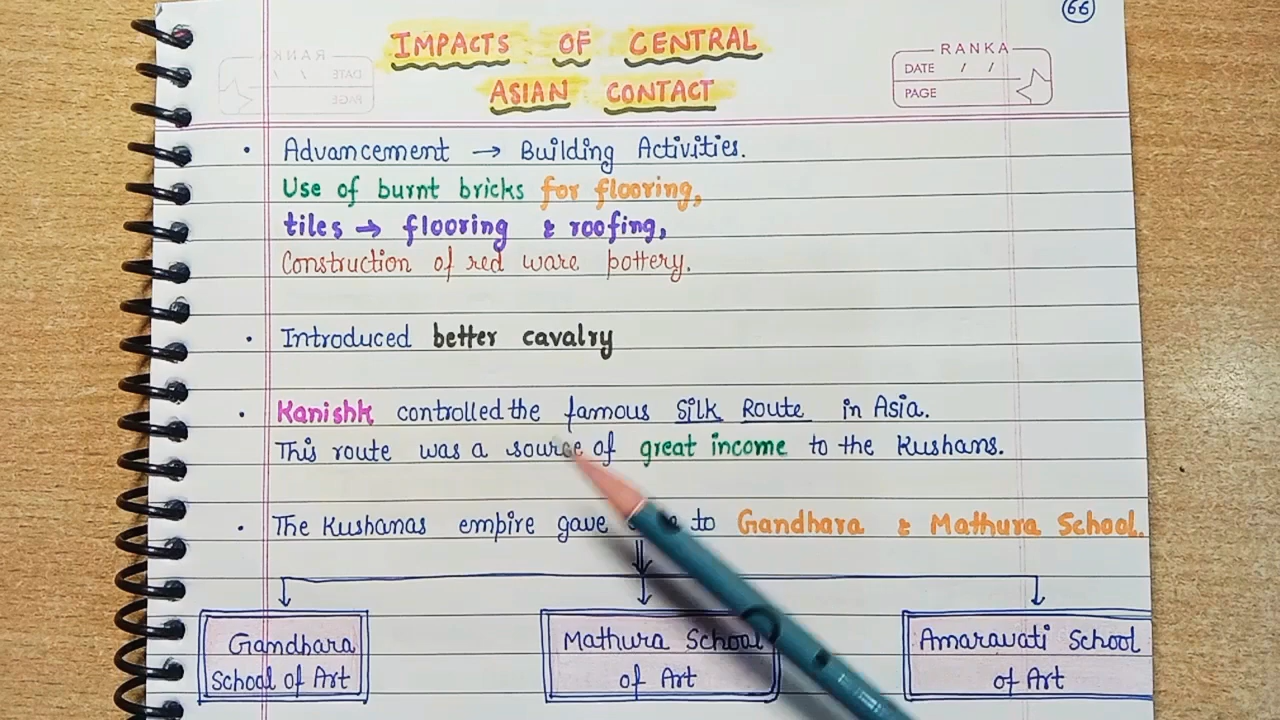 66
IMPACTS OF CENTRAL
ASIAN CONTACT
RANKA
DATE / /
PAGE
• Advancement → Building Activities.
Use of burnt bricks for flooring,
tiles → flooring & roofing,
Construction of red ware pottery.
• Introduced better cavalry
• Kanishk controlled the famous Silk Route in Asia.
This route was a source of great income to the Kushans.
• The Kushanas empire gave to Gandhara & Mathura School.
Gandhara
School of Art
Mathura School
of Art
Amaravati School
of Art